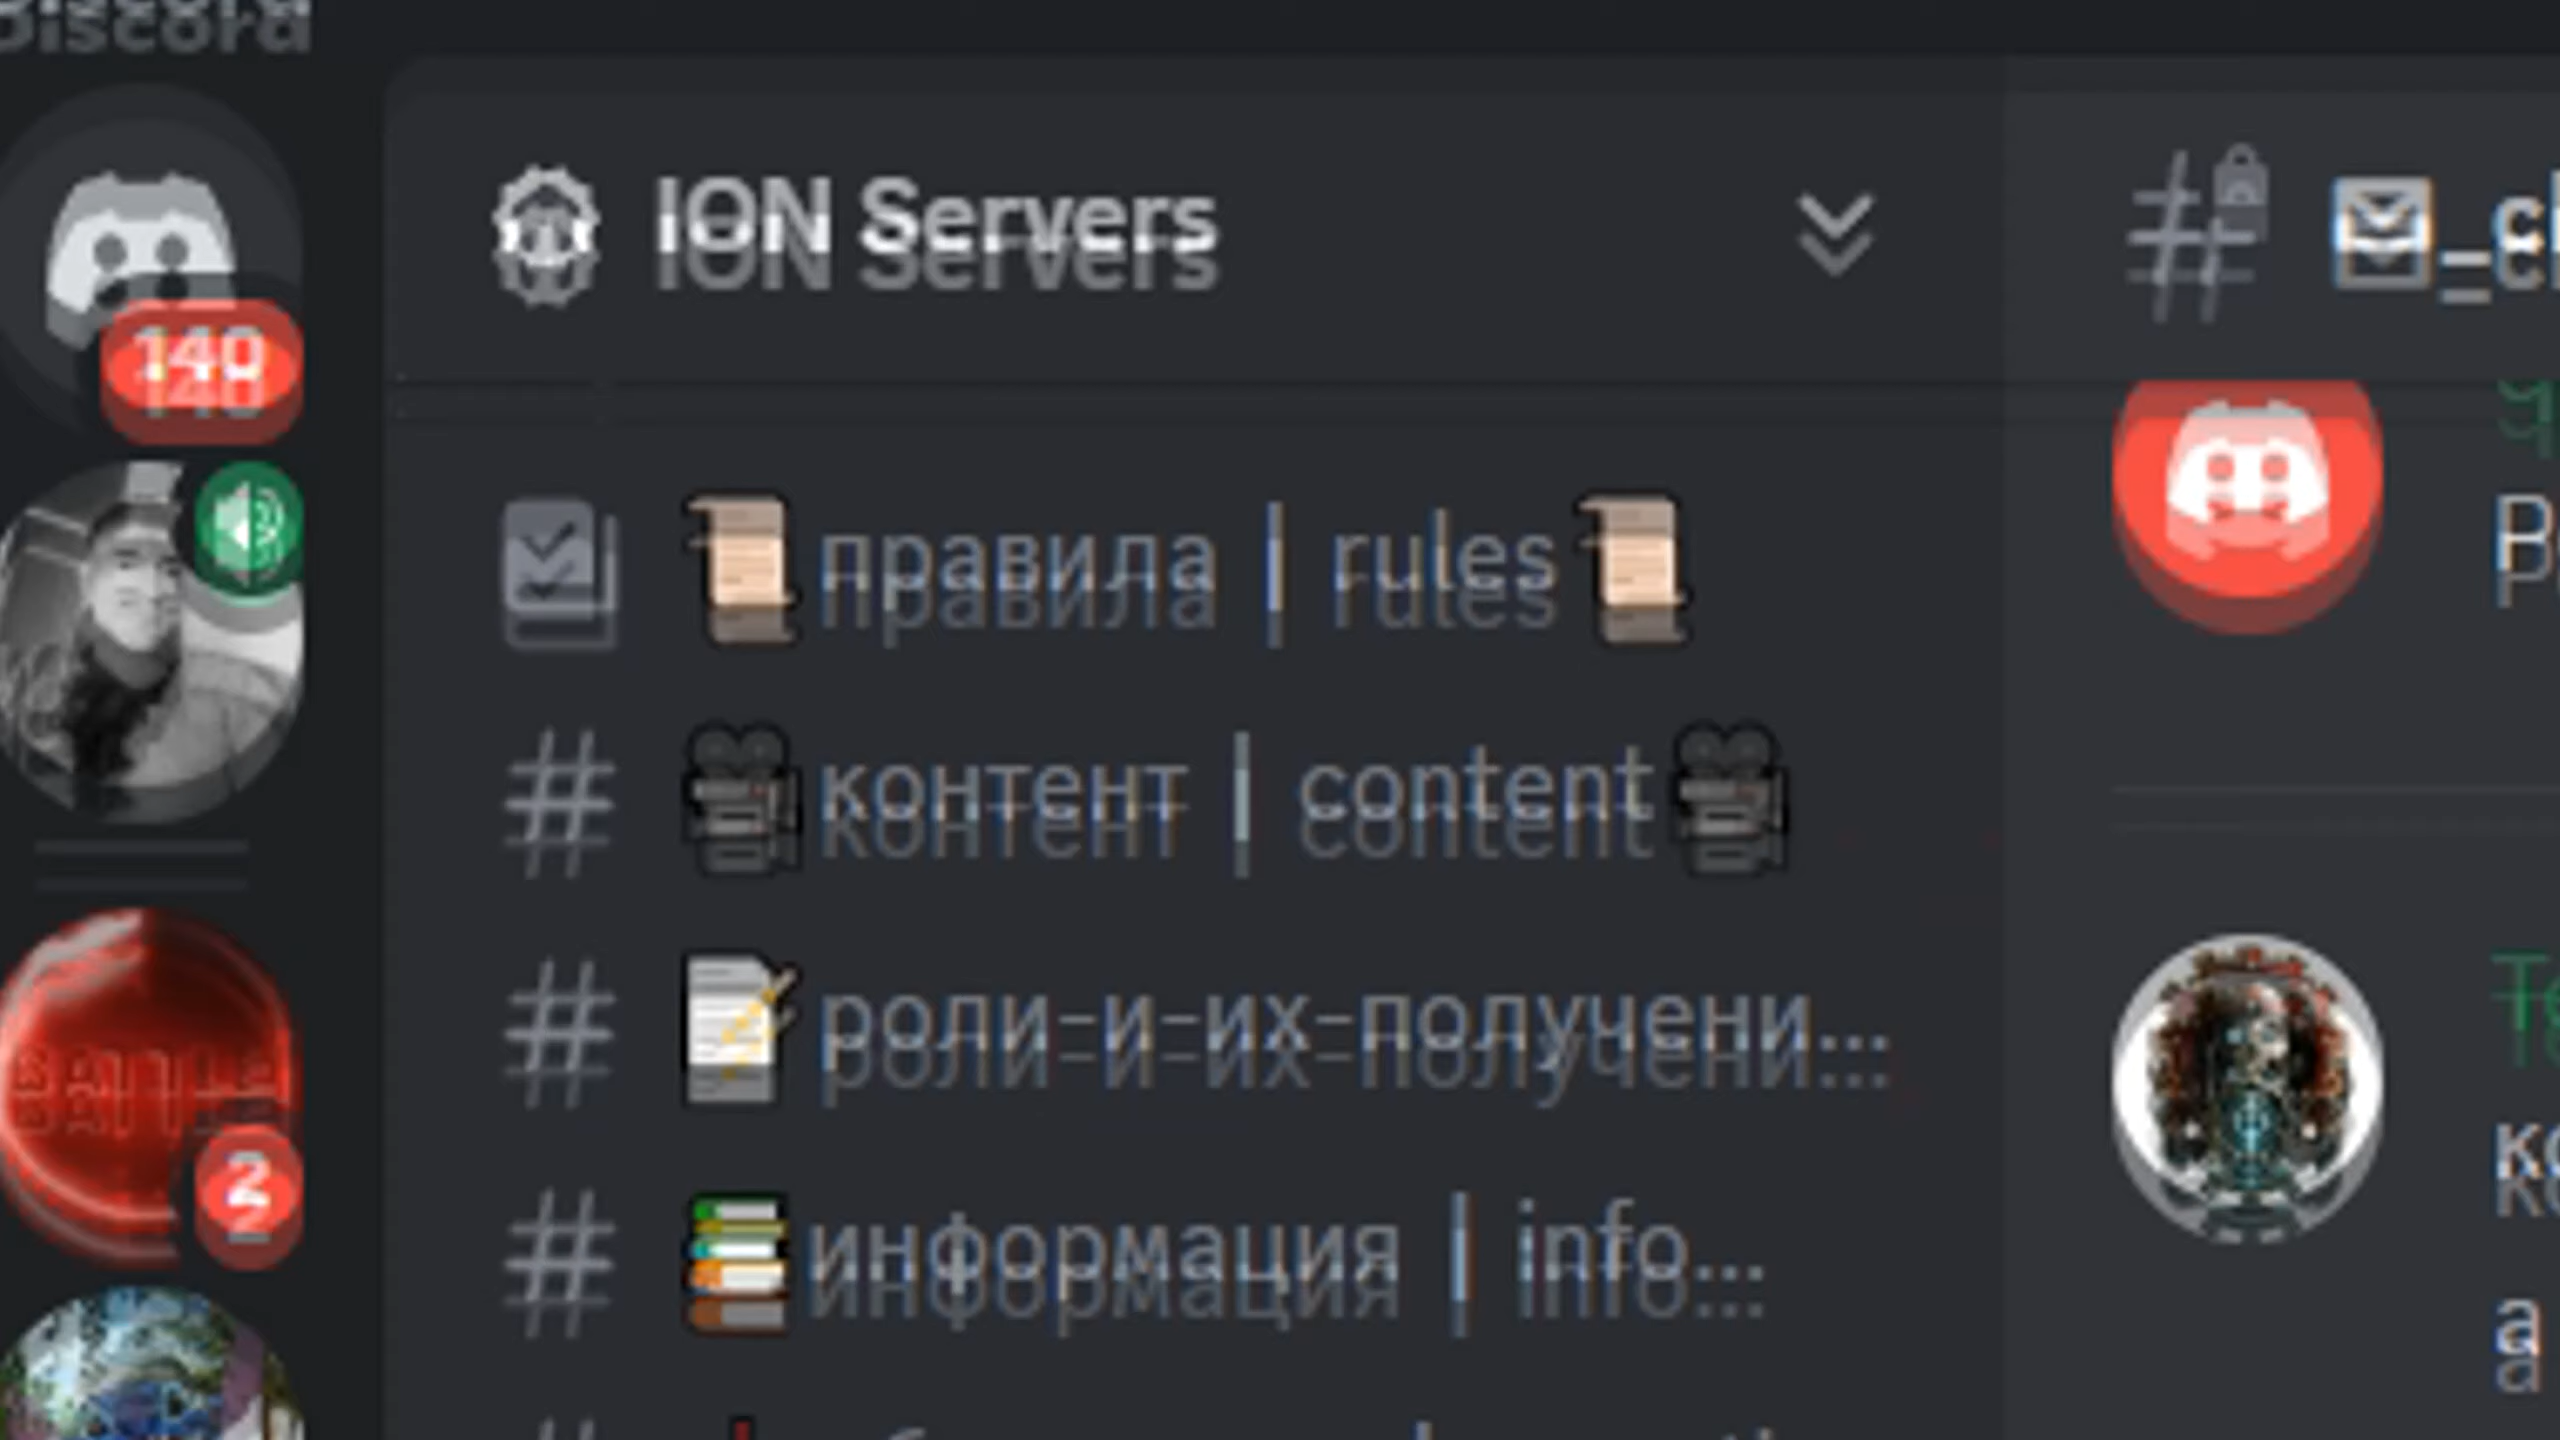 Discord
ION Servers
140
правила | rules
контент | content
роли-и-их-получени...
2
информация | info...